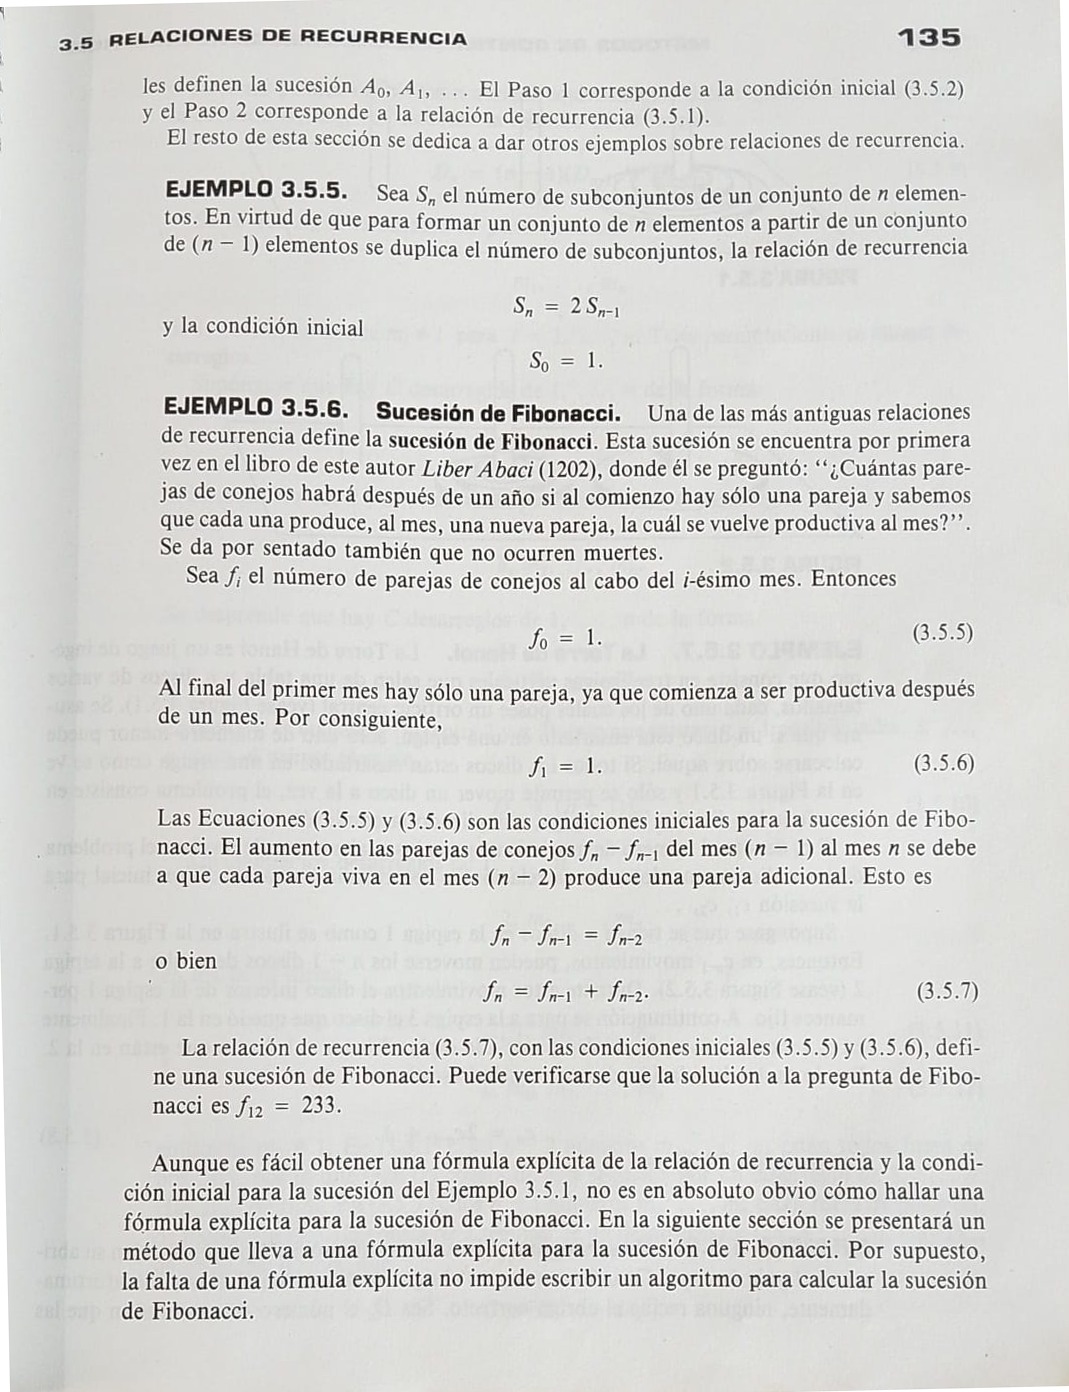 3.5 RELACIONES DE RECURRENCIA 135
les definen la sucesión A₀, A₁, ... El Paso 1 corresponde a la condición inicial (3.5.2)
y el Paso 2 corresponde a la relación de recurrencia (3.5.1).
El resto de esta sección se dedica a dar otros ejemplos sobre relaciones de recurrencia.
EJEMPLO 3.5.5. Sea Sₙ el número de subconjuntos de un conjunto de n elemen-
tos. En virtud de que para formar un conjunto de n elementos a partir de un conjunto
de (n − 1) elementos se duplica el número de subconjuntos, la relación de recurrencia
Sₙ = 2 Sₙ₋₁
y la condición inicial
S₀ = 1.
EJEMPLO 3.5.6. Sucesión de Fibonacci. Una de las más antiguas relaciones
de recurrencia define la sucesión de Fibonacci. Esta sucesión se encuentra por primera
vez en el libro de este autor Liber Abaci (1202), donde él se preguntó: “¿Cuántas pare-
jas de conejos habrá después de un año si al comienzo hay sólo una pareja y sabemos
que cada una produce, al mes, una nueva pareja, la cuál se vuelve productiva al mes?”.
Se da por sentado también que no ocurren muertes.
Sea fᵢ el número de parejas de conejos al cabo del i-ésimo mes. Entonces
f₀ = 1. (3.5.5)
Al final del primer mes hay sólo una pareja, ya que comienza a ser productiva después
de un mes. Por consiguiente,
f₁ = 1. (3.5.6)
Las Ecuaciones (3.5.5) y (3.5.6) son las condiciones iniciales para la sucesión de Fibo-
nacci. El aumento en las parejas de conejos fₙ − fₙ₋₁ del mes (n − 1) al mes n se debe
a que cada pareja viva en el mes (n − 2) produce una pareja adicional. Esto es
fₙ − fₙ₋₁ = fₙ₋₂
o bien
fₙ = fₙ₋₁ + fₙ₋₂. (3.5.7)
La relación de recurrencia (3.5.7), con las condiciones iniciales (3.5.5) y (3.5.6), defi-
ne una sucesión de Fibonacci. Puede verificarse que la solución a la pregunta de Fibo-
nacci es f₁₂ = 233.
Aunque es fácil obtener una fórmula explícita de la relación de recurrencia y la condi-
ción inicial para la sucesión del Ejemplo 3.5.1, no es en absoluto obvio cómo hallar una
fórmula explícita para la sucesión de Fibonacci. En la siguiente sección se presentará un
método que lleva a una fórmula explícita para la sucesión de Fibonacci. Por supuesto,
la falta de una fórmula explícita no impide escribir un algoritmo para calcular la sucesión
de Fibonacci.